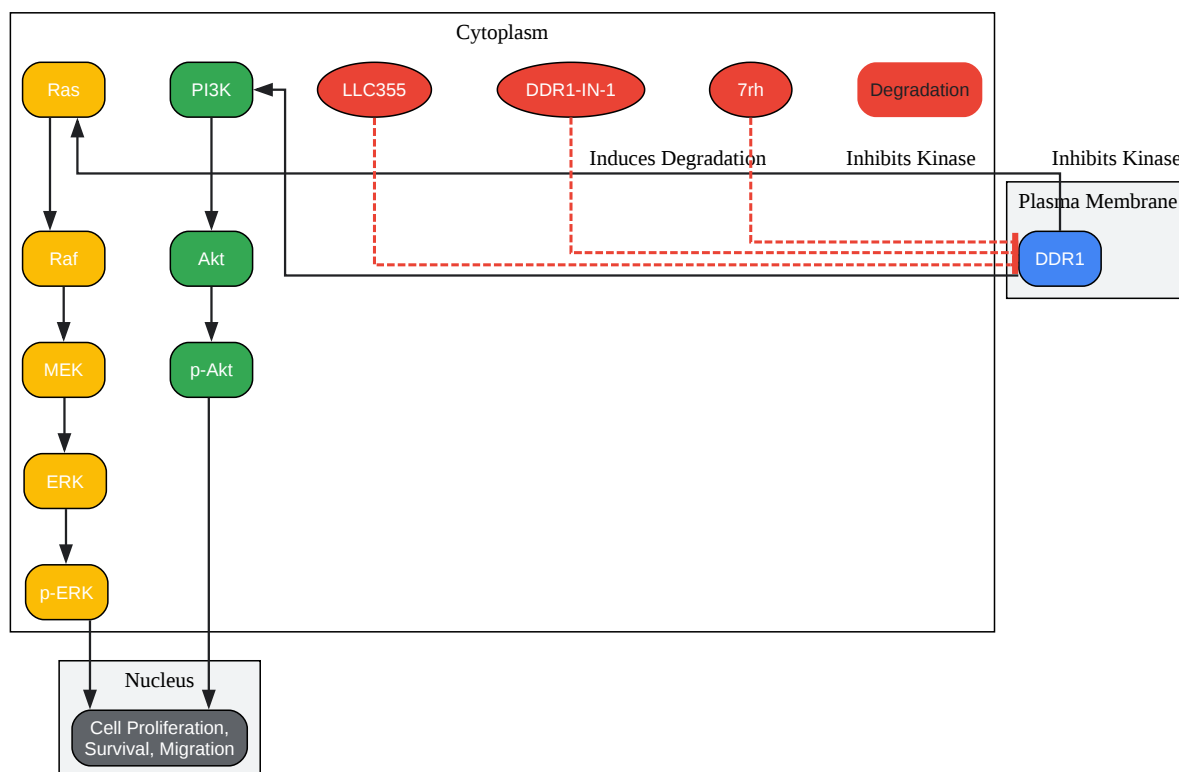 Cytoplasm
Ras
PI3K
LLC355
DDR1-IN-1
7rh
Degradation
Induces Degradation
Inhibits Kinase
Inhibits Kinase
Plasma Membrane
Raf
Akt
DDR1
MEK
p-Akt
ERK
p-ERK
Nucleus
Cell Proliferation,
Survival, Migration